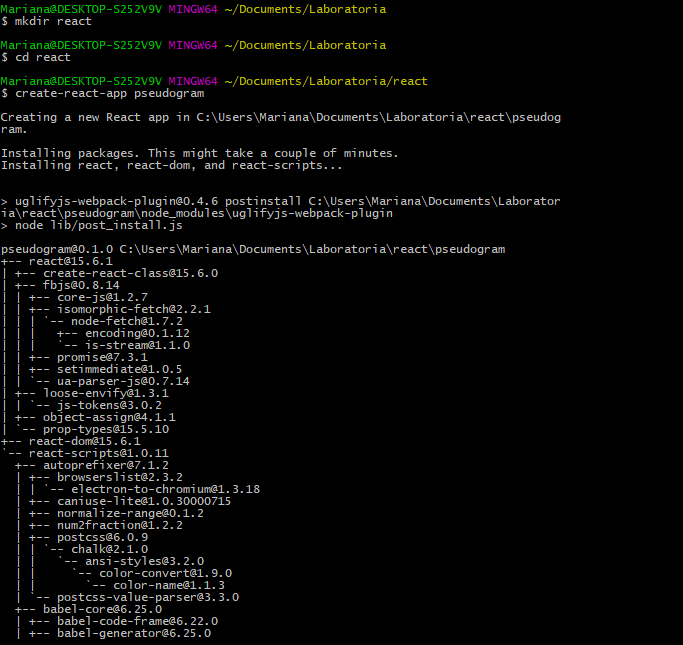 Mariana@DESKTOP-S252V9V MINGW64 ~/Documents/Laboratoria
$ mkdir react
Mariana@DESKTOP-S252V9V MINGW64 ~/Documents/Laboratoria
$ cd react
Mariana@DESKTOP-S252V9V MINGW64 ~/Documents/Laboratoria/react
$ create-react-app pseudogram
Creating a new React app in C:\Users\Mariana\Documents\Laboratoria\react\pseudog
ram.
Installing packages. This might take a couple of minutes.
Installing react, react-dom, and react-scripts...
> uglifyjs-webpack-plugin@0.4.6 postinstall C:\Users\Mariana\Documents\Laborator
ia\react\pseudogram\node_modules\uglifyjs-webpack-plugin
> node lib/post_install.js
pseudogram@0.1.0 C:\Users\Mariana\Documents\Laboratoria\react\pseudogram
+-- react@15.6.1
| +-- create-react-class@15.6.0
| +-- fbjs@0.8.14
| | +-- core-js@1.2.7
| | +-- isomorphic-fetch@2.2.1
| | | `-- node-fetch@1.7.2
| | |   +-- encoding@0.1.12
| | |   `-- is-stream@1.1.0
| | +-- promise@7.3.1
| | +-- setimmediate@1.0.5
| | `-- ua-parser-js@0.7.14
| +-- loose-envify@1.3.1
| | `-- js-tokens@3.0.2
| +-- object-assign@4.1.1
| `-- prop-types@15.5.10
+-- react-dom@15.6.1
`-- react-scripts@1.0.11
  +-- autoprefixer@7.1.2
  | +-- browserslist@2.3.2
  | | `-- electron-to-chromium@1.3.18
  | +-- caniuse-lite@1.0.30000715
  | +-- normalize-range@0.1.2
  | +-- num2fraction@1.2.2
  | +-- postcss@6.0.9
  | | `-- chalk@2.1.0
  | |   `-- ansi-styles@3.2.0
  | |     `-- color-convert@1.9.0
  | |       `-- color-name@1.1.3
  | `-- postcss-value-parser@3.3.0
  +-- babel-core@6.25.0
  | +-- babel-code-frame@6.22.0
  | +-- babel-generator@6.25.0